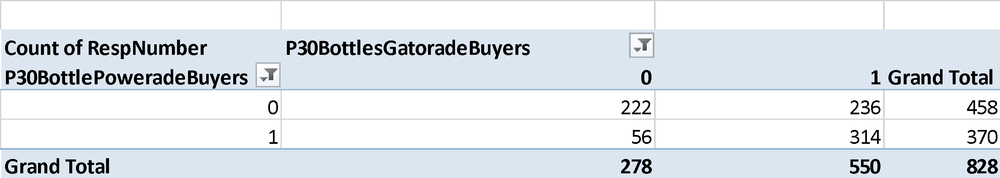 Count of RespNumber P30BottlesGatoradeBuyers
P30BottlePoweradeBuyers 0 1 Grand Total
0 222 236 458
1 56 314 370
Grand Total 278 550 828